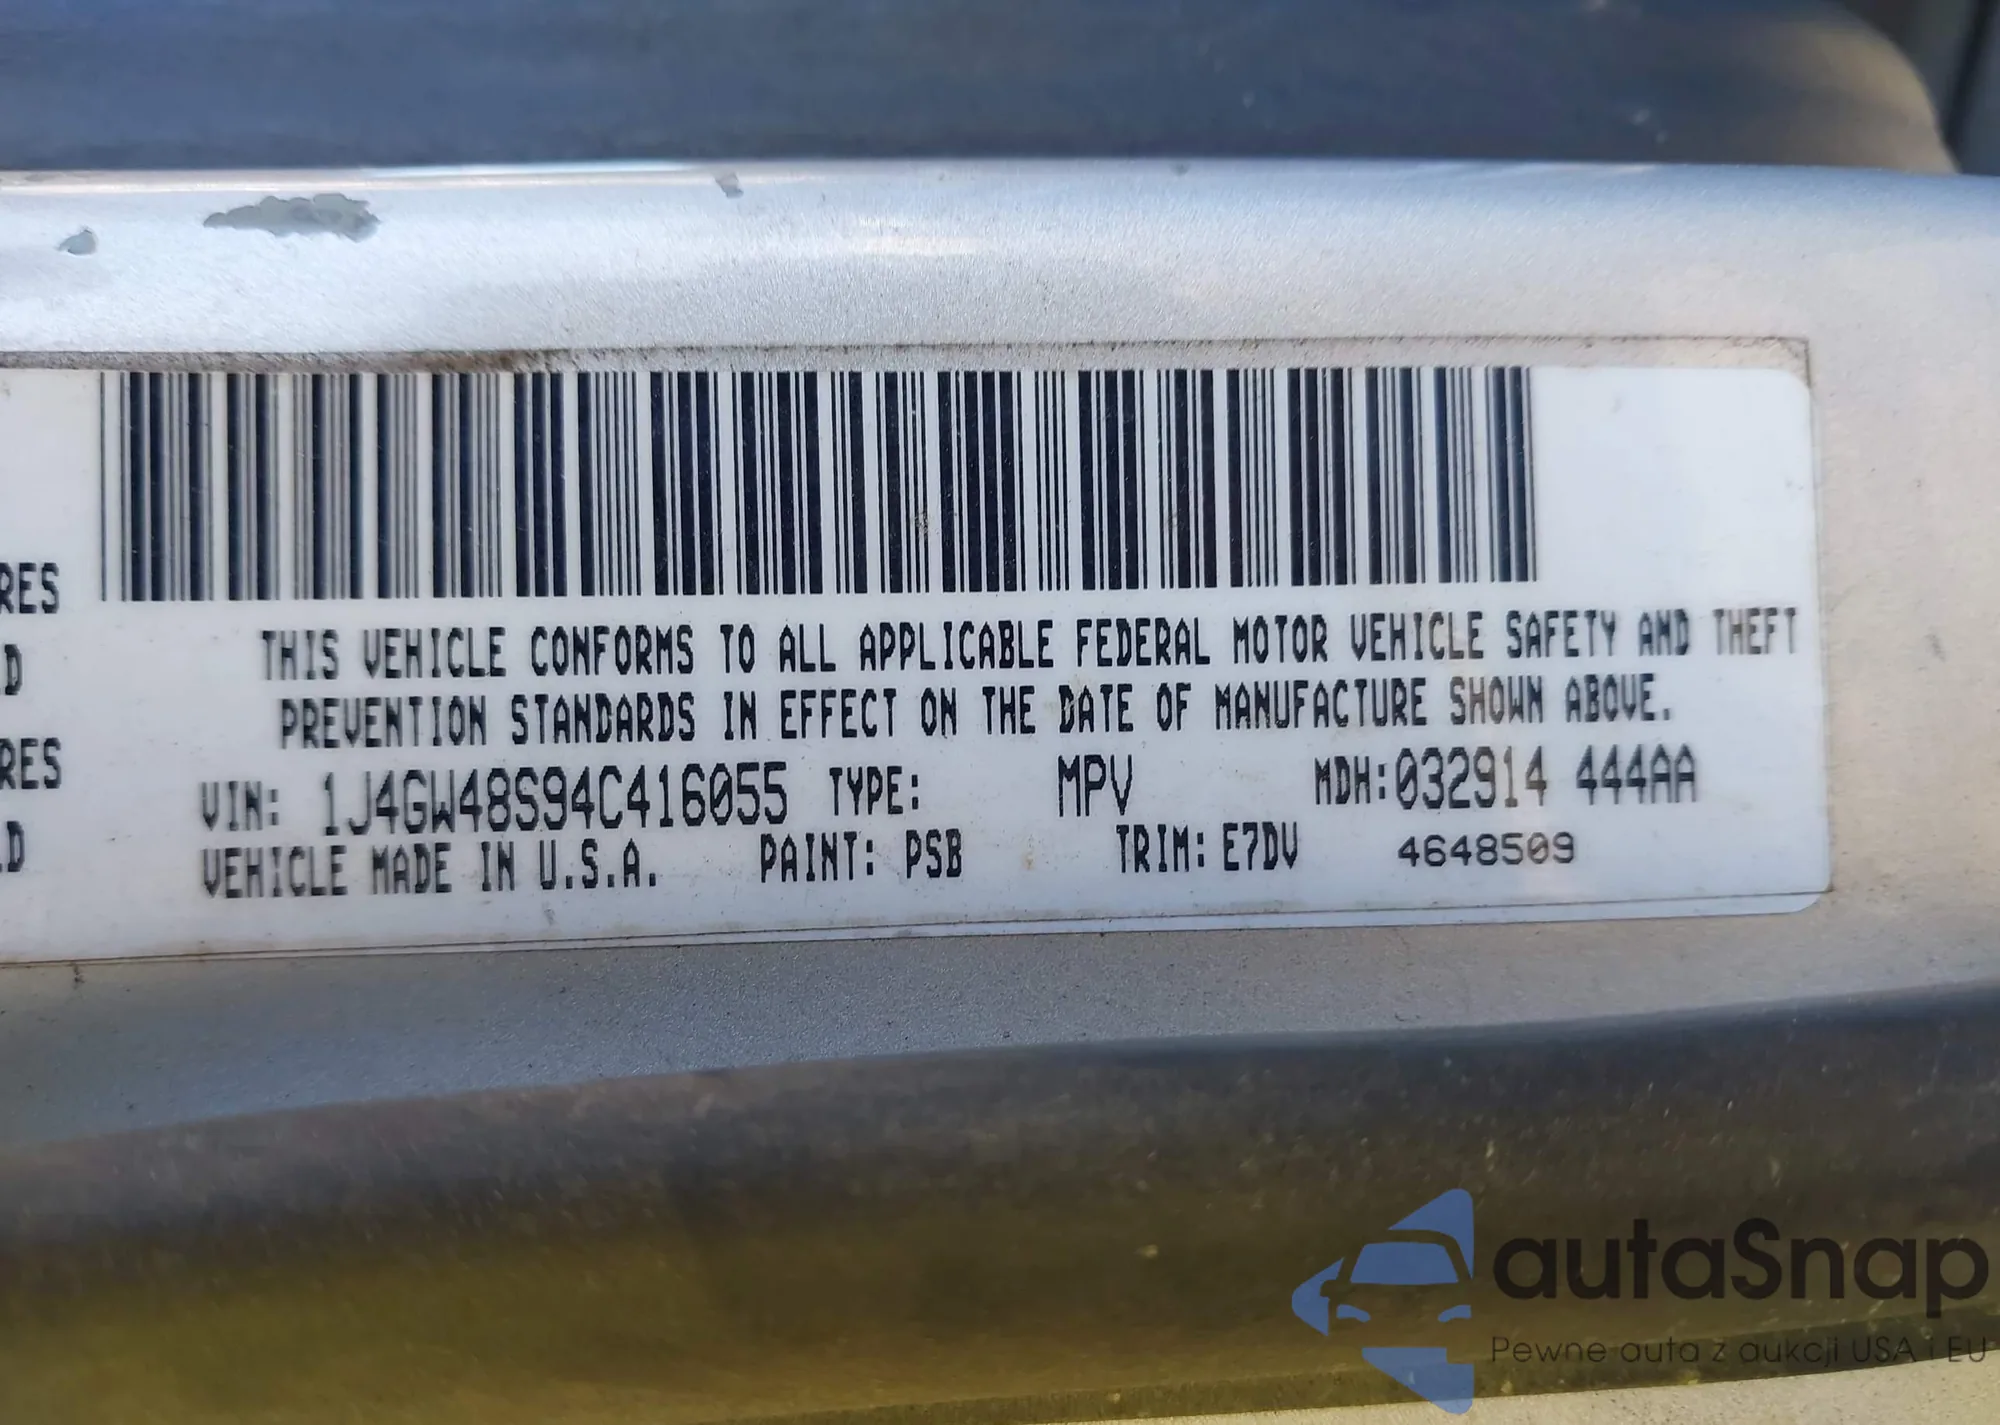 RES
D
RES
LD
THIS VEHICLE CONFORMS TO ALL APPLICABLE FEDERAL MOTOR VEHICLE SAFETY AND THEFT
PREVENTION STANDARDS IN EFFECT ON THE DATE OF MANUFACTURE SHOWN ABOVE.
VIN: 1J4GW48S94C416055 TYPE: MPV MDH:032914 444AA
VEHICLE MADE IN U.S.A. PAINT: PSB TRIM: E7DV 4648509
autaSnap
Pewne auta z aukcji USA i EU